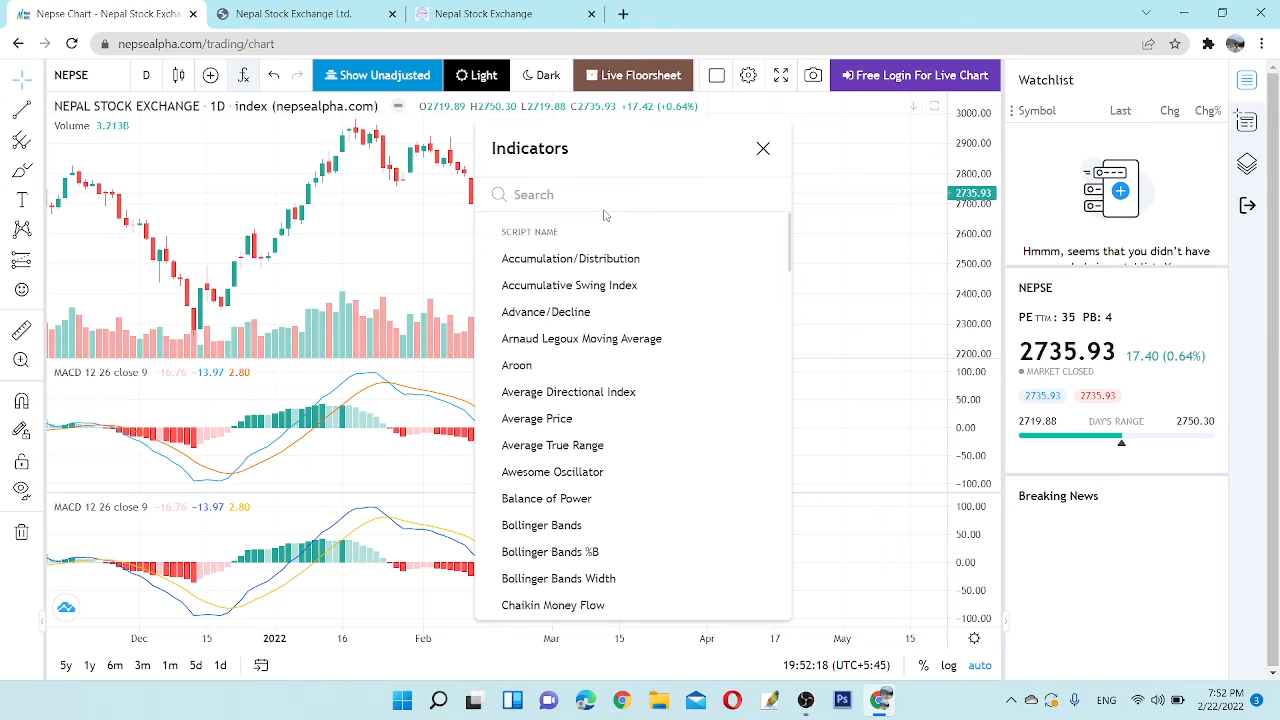 Nepse Chart - Nepal Stock Exchan
Nepal Stock Exchange Ltd.
Nepal Stock Exchange
nepsealpha.com/trading/chart
NEPSE
D
Show Unadjusted
Light
Dark
Live Floorsheet
Free Login For Live Chart
NEPAL STOCK EXCHANGE · 1D · index (nepsealpha.com)
O2719.89 H2750.30 L2719.88 C2735.93 +17.42 (+0.64%)
Volume 3.213B
3000.00
2900.00
2800.00
2735.93
2700.00
2600.00
2500.00
2400.00
2300.00
2200.00
MACD 12 26 close 9 −16.76 −13.97 2.80
100.00
50.00
0.00
−50.00
−100.00
MACD 12 26 close 9 −16.76 −13.97 2.80
100.00
50.00
0.00
−50.00
−100.00
Indicators
Search
SCRIPT NAME
Accumulation/Distribution
Accumulative Swing Index
Advance/Decline
Arnaud Legoux Moving Average
Aroon
Average Directional Index
Average Price
Average True Range
Awesome Oscillator
Balance of Power
Bollinger Bands
Bollinger Bands %B
Bollinger Bands Width
Chaikin Money Flow
Dec 15 2022 16 Feb Mar 15 Apr 17 May 15
5y 1y 6m 3m 1m 5d 1d
19:52:18 (UTC+5:45) % log auto
Watchlist
Symbol Last Chg Chg%
Hmmm, seems that you didn't have
NEPSE
PE TTM : 35 PB: 4
2735.93 17.40 (0.64%)
MARKET CLOSED
2735.93 2735.93
2719.88 DAY'S RANGE 2750.30
Breaking News
Ps
ENG
7:52 PM
2/22/2022
3